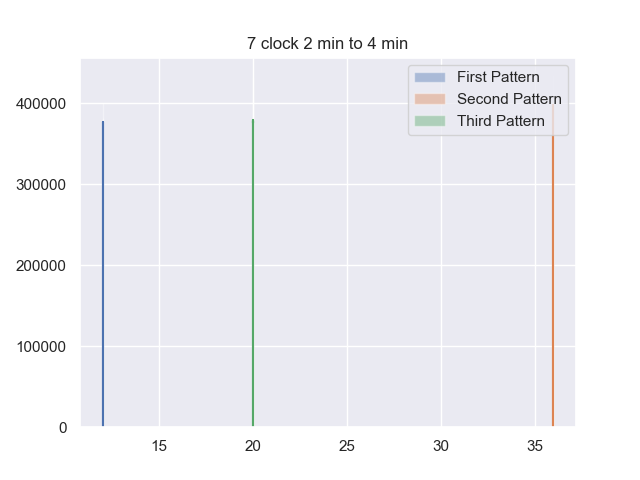 7 clock 2 min to 4 min
First Pattern
Second Pattern
Third Pattern
400000
300000
200000
100000
0
15 20 25 30 35